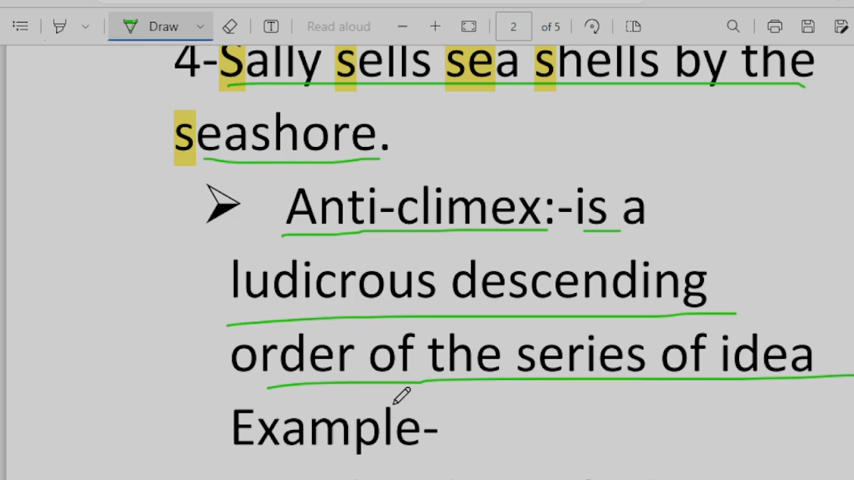 Draw Read aloud 2 of 5
4-Sally sells sea shells by the
seashore.
Anti-climex:-is a
ludicrous descending
order of the series of idea
Example-